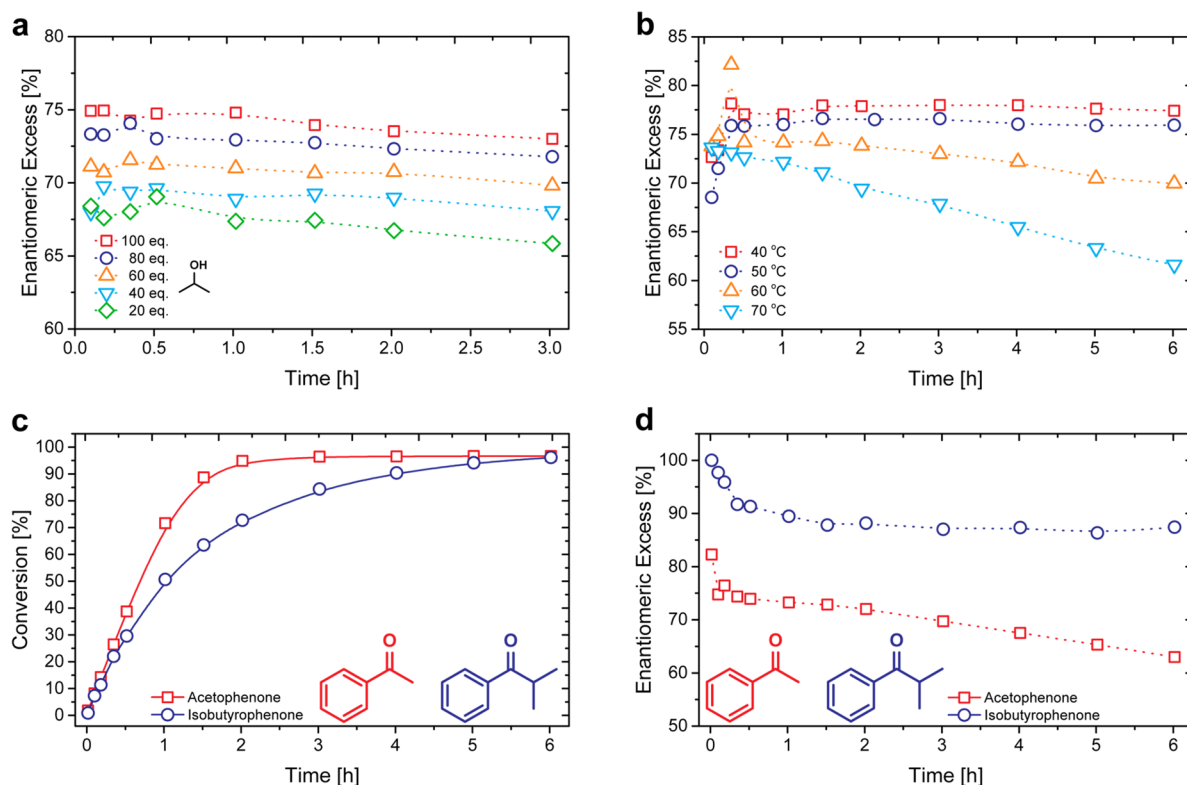 a
Enantiomeric Excess [%]
80
75
70
65
60
100 eq.
80 eq.
60 eq.
40 eq.
20 eq.
OH
0.0 0.5 1.0 1.5 2.0 2.5 3.0
Time [h]
b
Enantiomeric Excess [%]
85
80
75
70
65
60
55
40 °C
50 °C
60 °C
70 °C
0 1 2 3 4 5 6
Time [h]
c
Conversion [%]
100
90
80
70
60
50
40
30
20
10
0
O
O
Acetophenone
Isobutyrophenone
0 1 2 3 4 5 6
Time [h]
d
Enantiomeric Excess [%]
100
90
80
70
60
50
O
O
Acetophenone
Isobutyrophenone
0 1 2 3 4 5 6
Time [h]